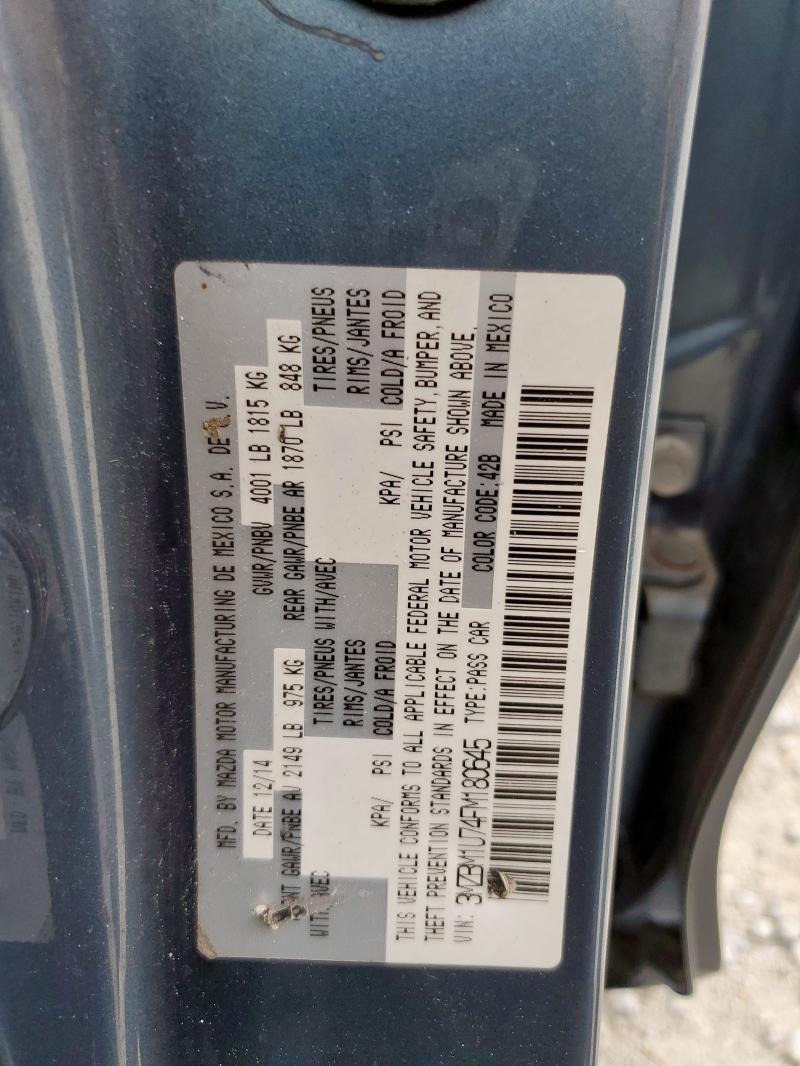 MFD. BY MAZDA MOTOR MANUFACTURING DE MEXICO S.A. DE V.
DATE 12/14 GVWR/PNBV 4001 LB 1815 KG
GAWR/PNBE AV 2149 LB 975 KG REAR GAWR/PNBE AR 1870 LB 848 KG
WITH/AVEC TIRES/PNEUS WITH/AVEC TIRES/PNEUS
RIMS/JANTES RIMS/JANTES
KPA/ PSI COLD/A FROID KPA/ PSI COLD/A FROID
THIS VEHICLE CONFORMS TO ALL APPLICABLE FEDERAL MOTOR VEHICLE SAFETY, BUMPER, AND
THEFT PREVENTION STANDARDS IN EFFECT ON THE DATE OF MANUFACTURE SHOWN ABOVE.
VIN: 3MZBM1U74FM180645 TYPE:PASS CAR COLOR CODE:42B MADE IN MEXICO